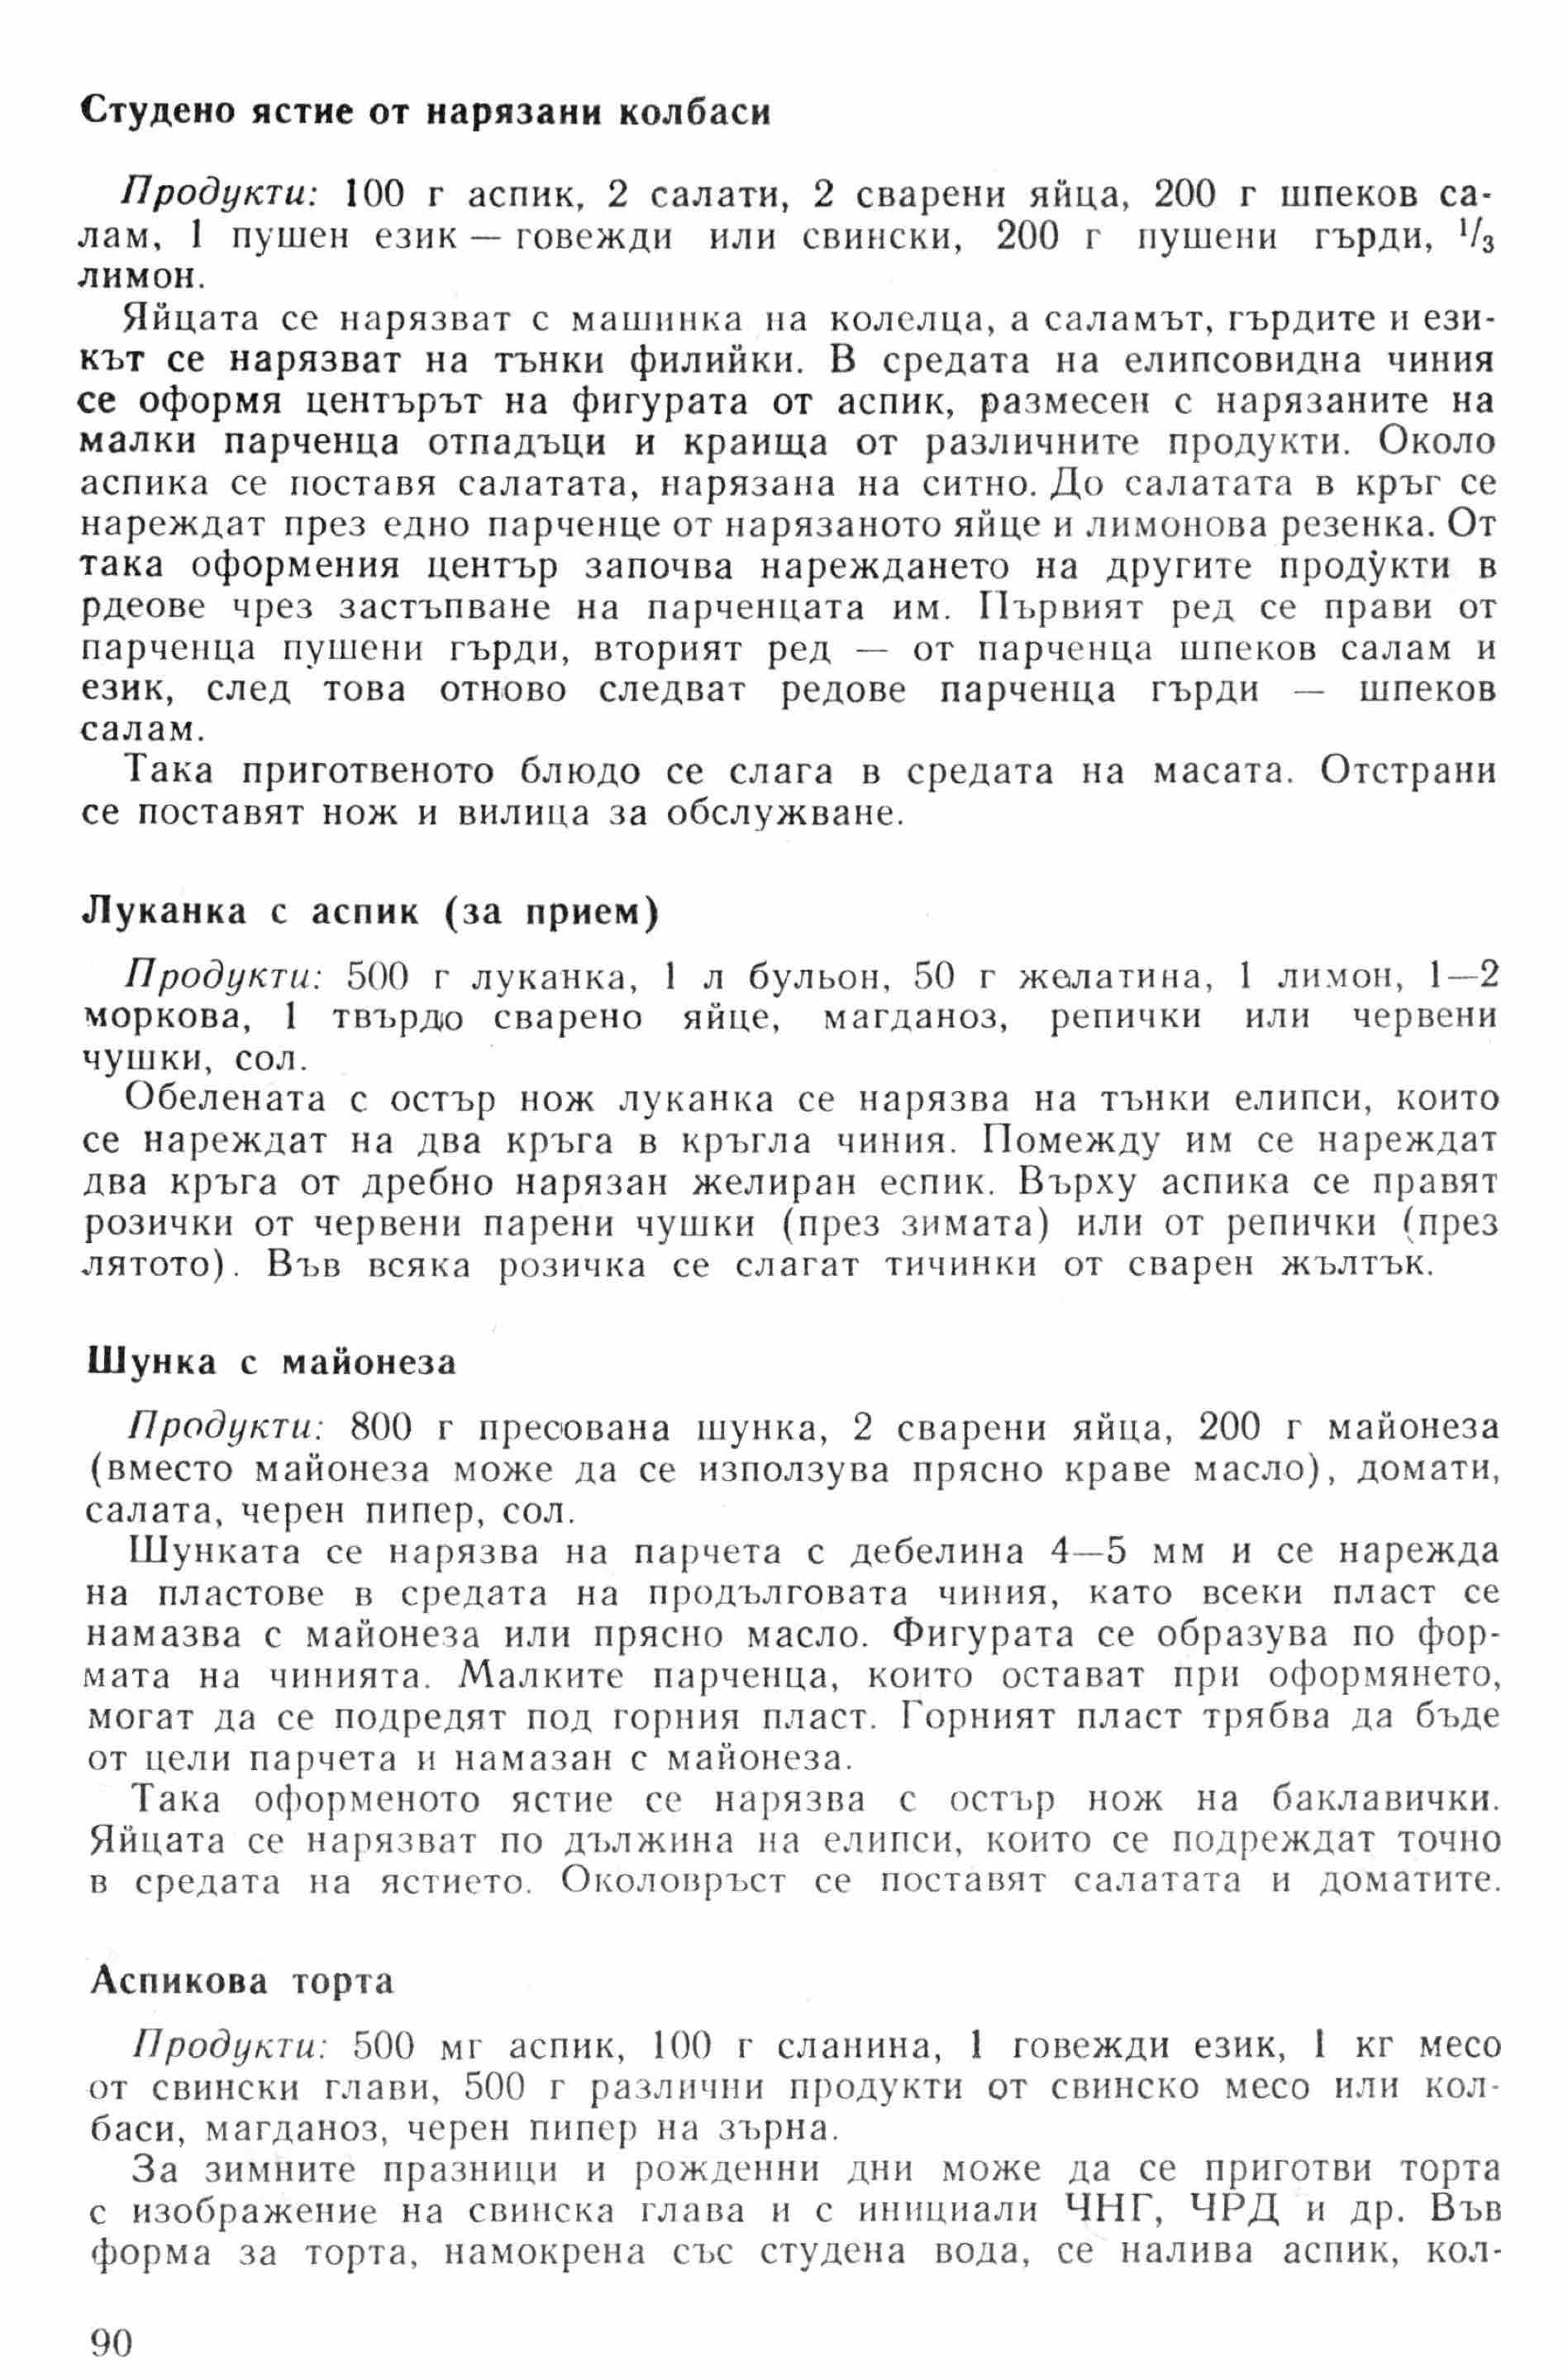 Студено ястие от нарязани колбаси
Продукти: 100 г аспик, 2 салати, 2 сварени яйца, 200 г шпеков са-
лам, 1 пушен език — говежди или свински, 200 г пушени гърди, 1/3
лимон.
Яйцата се нарязват с машинка на колелца, а саламът, гърдите и ези-
кът се нарязват на тънки филийки. В средата на елипсовидна чиния
се оформя центърът на фигурата от аспик, размесен с нарязаните на
малки парченца отпадъци и краища от различните продукти. Около
аспика се поставя салатата, нарязана на ситно. До салатата в кръг се
нареждат през едно парченце от нарязаното яйце и лимонова резенка. От
така оформения център започва нареждането на другите продукти в
рдеове чрез застъпване на парченцата им. Първият ред се прави от
парченца пушени гърди, вторият ред — от парченца шпеков салам и
език, след това отново следват редове парченца гърди — шпеков
салам.
Така приготвеното блюдо се слага в средата на масата. Отстрани
се поставят нож и вилица за обслужване.
Луканка с аспик (за прием)
Продукти: 500 г луканка, 1 л бульон, 50 г желатина, 1 лимон, 1—2
моркова, 1 твърдо сварено яйце, магданоз, репички или червени
чушки, сол.
Обелената с остър нож луканка се нарязва на тънки елипси, които
се нареждат на два кръга в кръгла чиния. Помежду им се нареждат
два кръга от дребно нарязан желиран еспик. Върху аспика се правят
розички от червени парени чушки (през зимата) или от репички (през
лятото). Във всяка розичка се слагат тичинки от сварен жълтък.
Шунка с майонеза
Продукти: 800 г пресована шунка, 2 сварени яйца, 200 г майонеза
(вместо майонеза може да се използува прясно краве масло), домати,
салата, черен пипер, сол.
Шунката се нарязва на парчета с дебелина 4—5 мм и се нарежда
на пластове в средата на продълговата чиния, като всеки пласт се
намазва с майонеза или прясно масло. Фигурата се образува по фор-
мата на чинията. Малките парченца, които остават при оформянето,
могат да се подредят под горния пласт. Горният пласт трябва да бъде
от цели парчета и намазан с майонеза.
Така оформеното ястие се нарязва с остър нож на баклавички.
Яйцата се нарязват по дължина на елипси, които се подреждат точно
в средата на ястието. Околовръст се поставят салатата и доматите.
Аспикова торта
Продукти: 500 мг аспик, 100 г сланина, 1 говежди език, 1 кг месо
от свински глави, 500 г различни продукти от свинско месо или кол-
баси, магданоз, черен пипер на зърна.
За зимните празници и рожденни дни може да се приготви торта
с изображение на свинска глава и с инициали ЧНГ, ЧРД и др. Във
форма за торта, намокрена със студена вода, се налива аспик, кол-
90